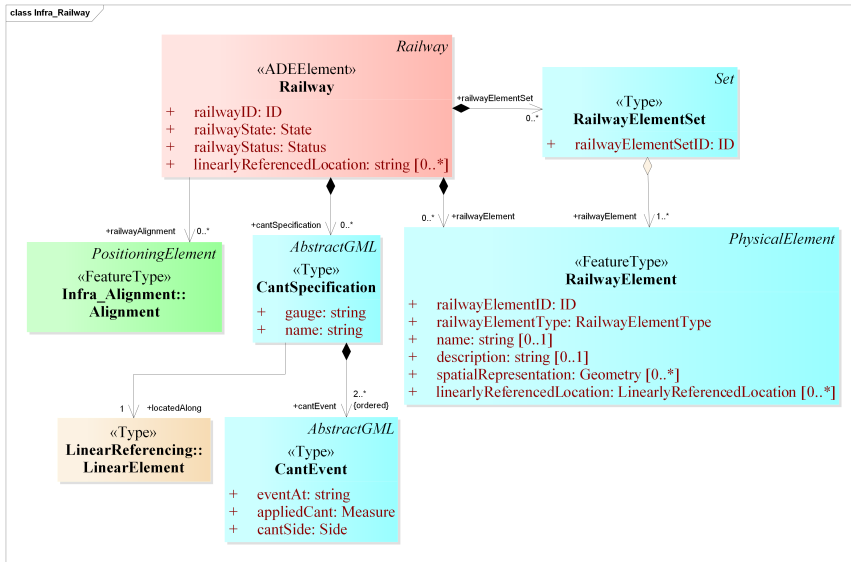 class Infra_Railway
Railway
«ADEElement»
Railway
+ railwayID: ID
+ railwayState: State
+ railwayStatus: Status
+ linearlyReferencedLocation: string [0..*]
+railwayElementSet
0..*
Set
«Type»
RailwayElementSet
+ railwayElementSetID: ID
+railwayAlignment
0..*
+cantSpecification
0..*
0..*
+railwayElement
+railwayElement
1..*
PositioningElement
«FeatureType»
Infra_Alignment::
Alignment
AbstractGML
«Type»
CantSpecification
+ gauge: string
+ name: string
PhysicalElement
«FeatureType»
RailwayElement
+ railwayElementID: ID
+ railwayElementType: RailwayElementType
+ name: string [0..1]
+ description: string [0..1]
+ spatialRepresentation: Geometry [0..*]
+ linearlyReferencedLocation: LinearlyReferencedLocation [0..*]
1
+locatedAlong
+cantEvent
2..*
{ordered}
«Type»
LinearReferencing::
LinearElement
AbstractGML
«Type»
CantEvent
+ eventAt: string
+ appliedCant: Measure
+ cantSide: Side